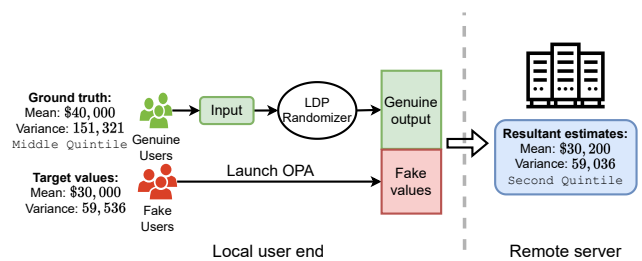 Ground truth:
Mean: $40,000
Variance: 151,321
Middle Quintile
Genuine
Users
Input
LDP
Randomizer
Genuine
output
Target values:
Mean: $30,000
Variance: 59,536
Fake
Users
Launch OPA
Fake
values
Resultant estimates:
Mean: $30,200
Variance: 59,036
Second Quintile
Local user end
Remote server